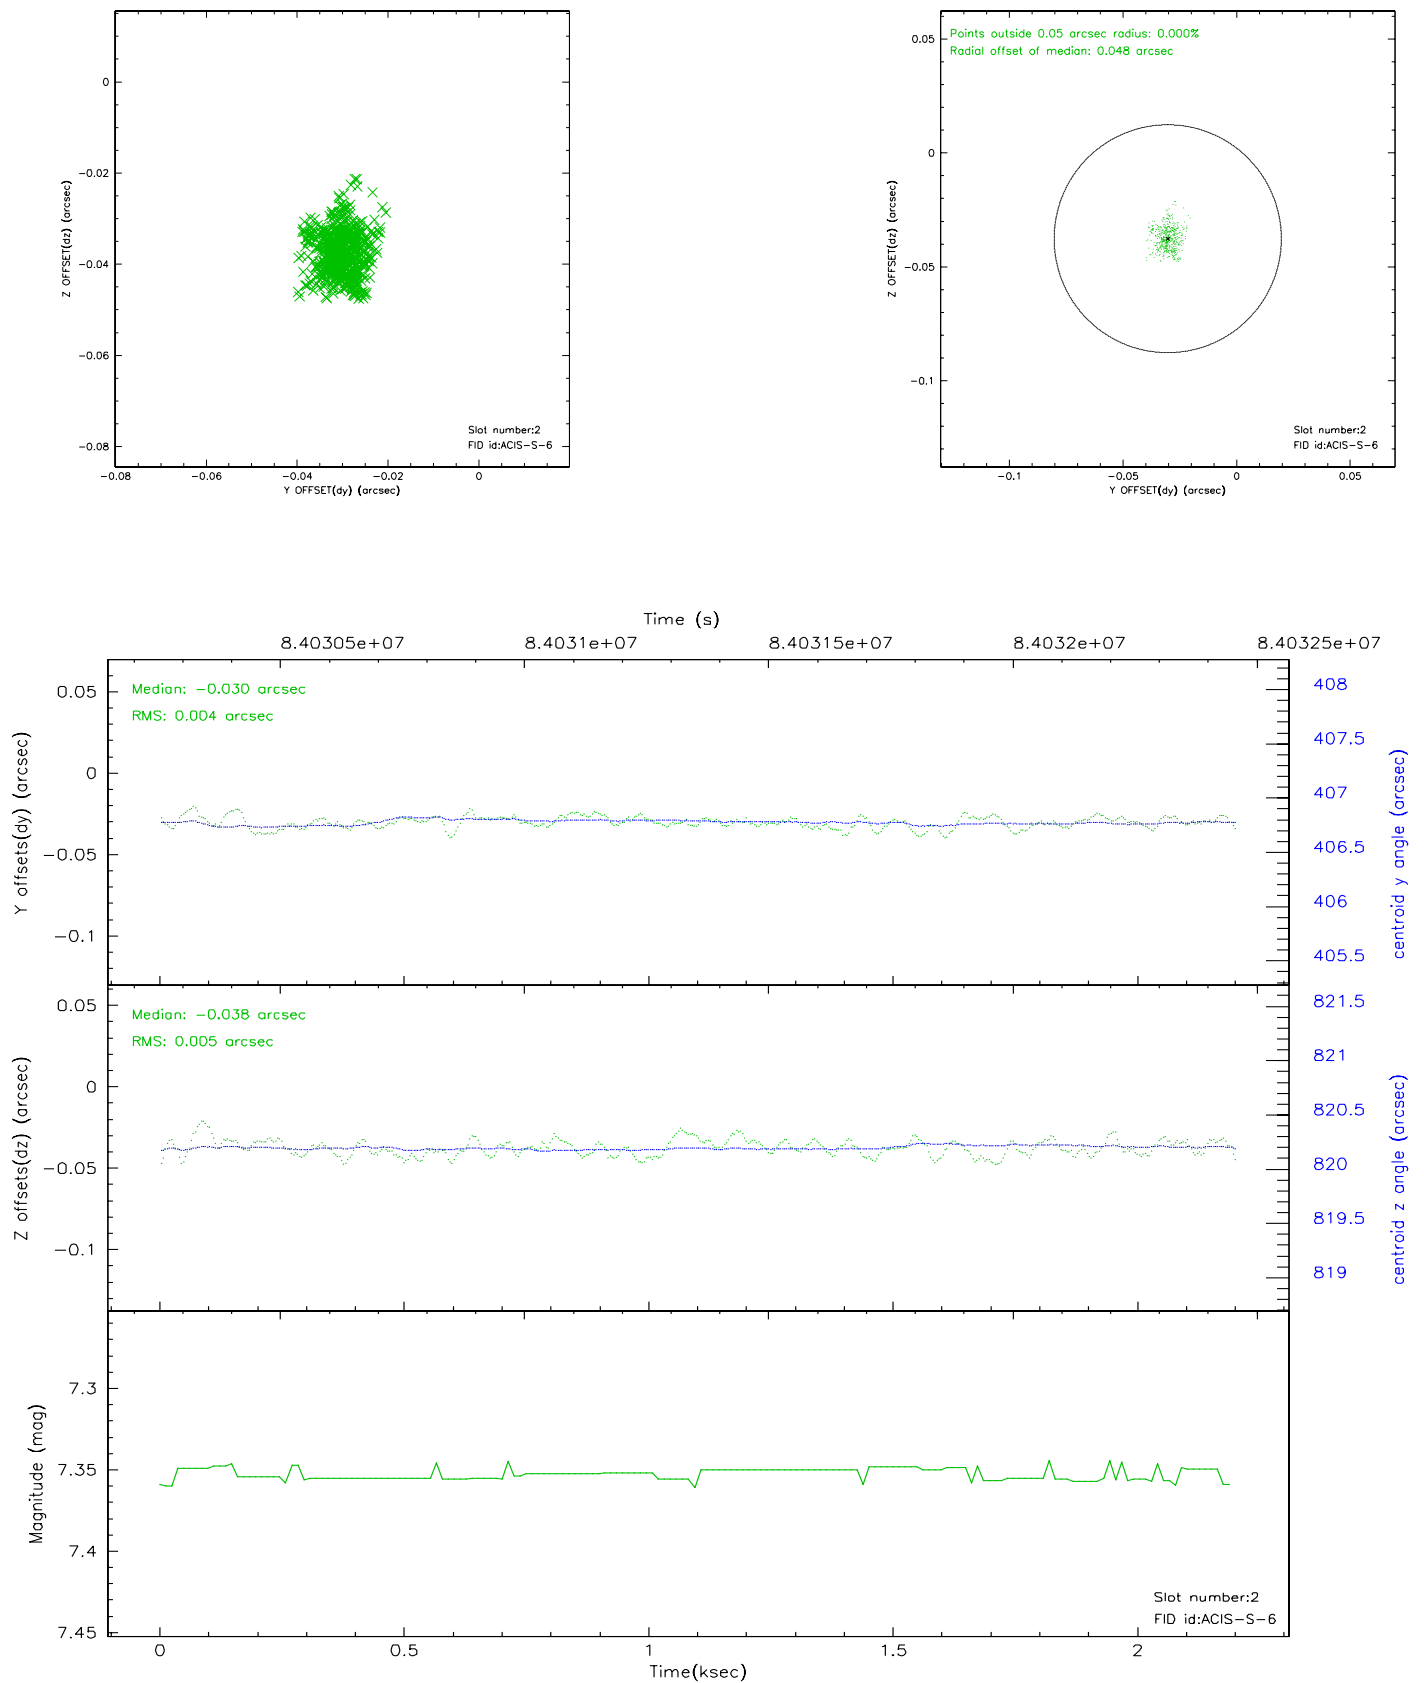 0
-0.02
-0.04
-0.06
-0.08
Z OFFSET(dz) (arcsec)
Slot number:2
FID id:ACIS-S-6
-0.08 -0.06 -0.04 -0.02 0
Y OFFSET(dy) (arcsec)
Points outside 0.05 arcsec radius: 0.000%
Radial offset of median: 0.048 arcsec
0.05
0
-0.05
-0.1
Z OFFSET(dz) (arcsec)
Slot number:2
FID id:ACIS-S-6
-0.1 -0.05 0 0.05
Y OFFSET(dy) (arcsec)
Time (s)
8.40305e+07 8.4031e+07 8.40315e+07 8.4032e+07 8.40325e+07
Median: -0.030 arcsec
RMS: 0.004 arcsec
0.05
0
-0.05
-0.1
Y offsets(dy) (arcsec)
408
407.5
407
406.5
406
405.5
centroid y angle (arcsec)
Median: -0.038 arcsec
RMS: 0.005 arcsec
0.05
0
-0.05
-0.1
Z offsets(dz) (arcsec)
821.5
821
820.5
820
819.5
819
centroid z angle (arcsec)
7.3
7.35
7.4
7.45
Magnitude (mag)
Slot number:2
FID id:ACIS-S-6
0 0.5 1 1.5 2
Time(ksec)